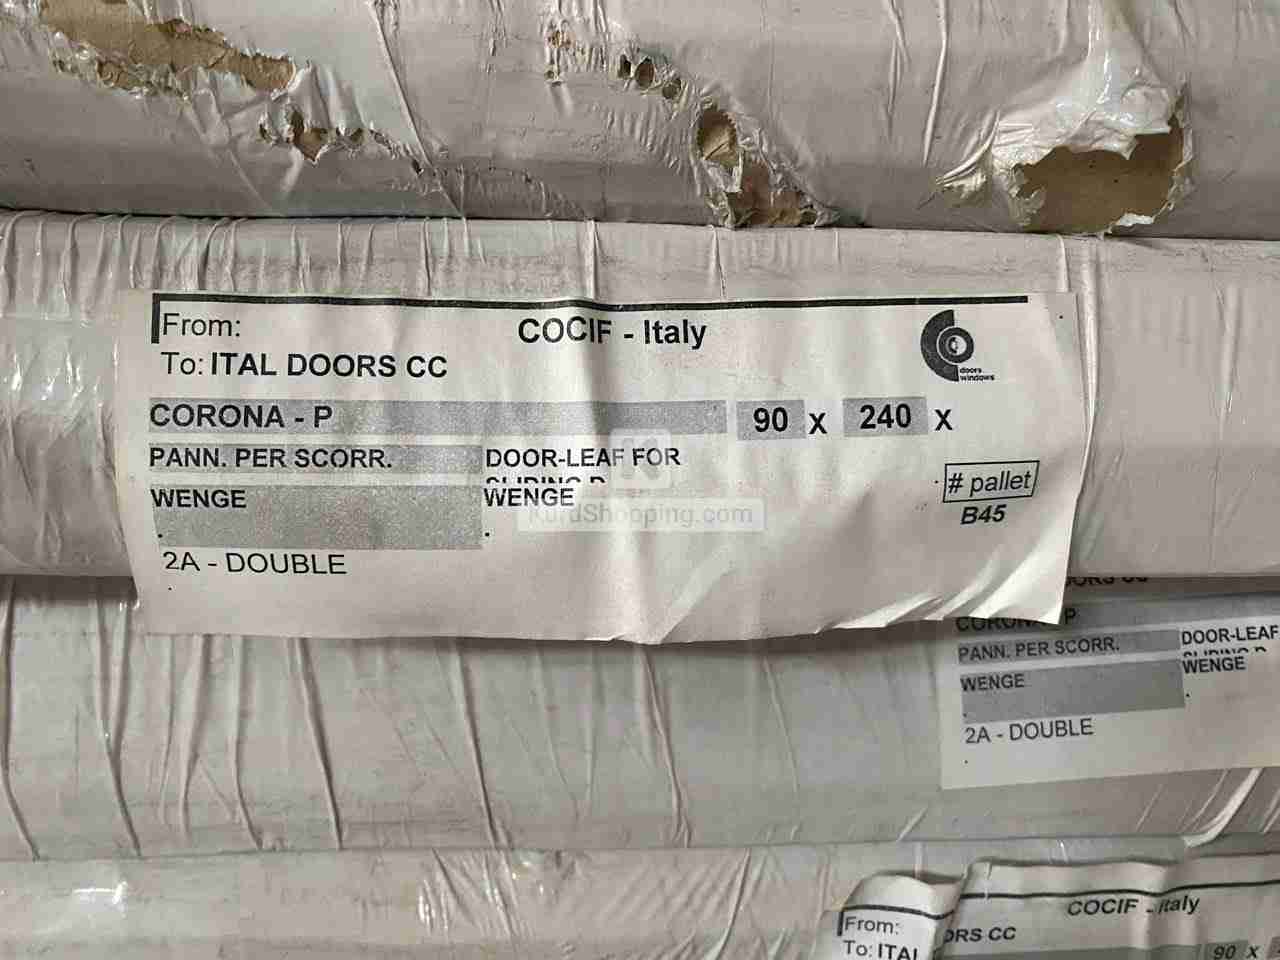 From:
COCIF - Italy
To: ITAL DOORS CC
doors
windows
CORONA - P
90 x 240 x
PANN. PER SCORR.
DOOR-LEAF FOR
WENGE
WENGE
# pallet
B45
2A - DOUBLE
KurdShopping.com
P
PANN. PER SCORR.
DOOR-LEAF
WENGE
WENGE
2A - DOUBLE
COCIF - Italy
From:
To: ITAL
ORS CC
90 x